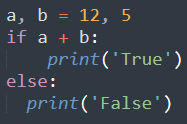 a, b = 12, 5
if a + b:
    print('True')
else:
  print('False')